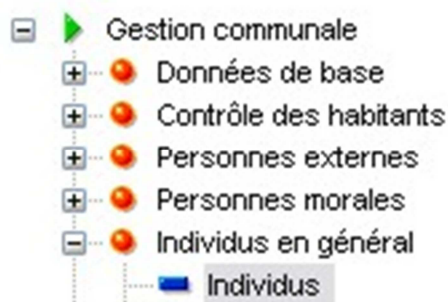 Gestion communale
Données de base
Contrôle des habitants
Personnes externes
Personnes morales
Individus en général
Individus